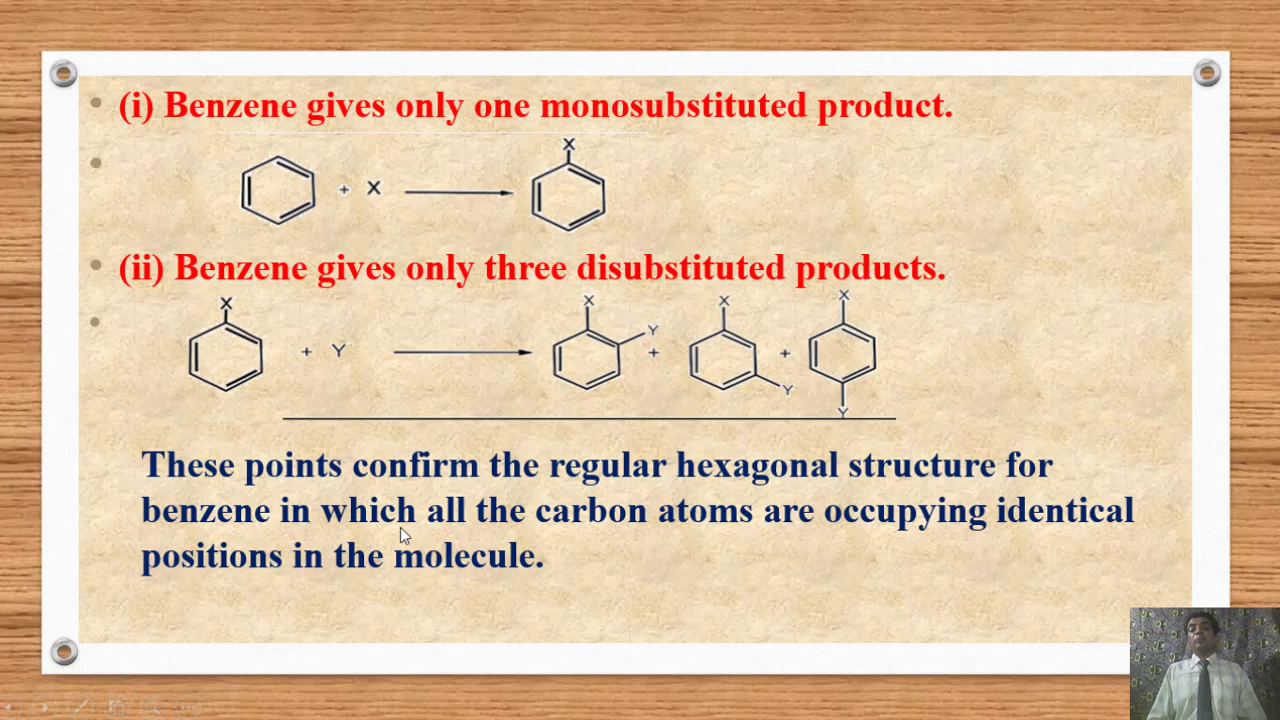 (i) Benzene gives only one monosubstituted product.
X
+ X
(ii) Benzene gives only three disubstituted products.
X X X X
+ Y Y + Y + Y
These points confirm the regular hexagonal structure for
benzene in which all the carbon atoms are occupying identical
positions in the molecule.